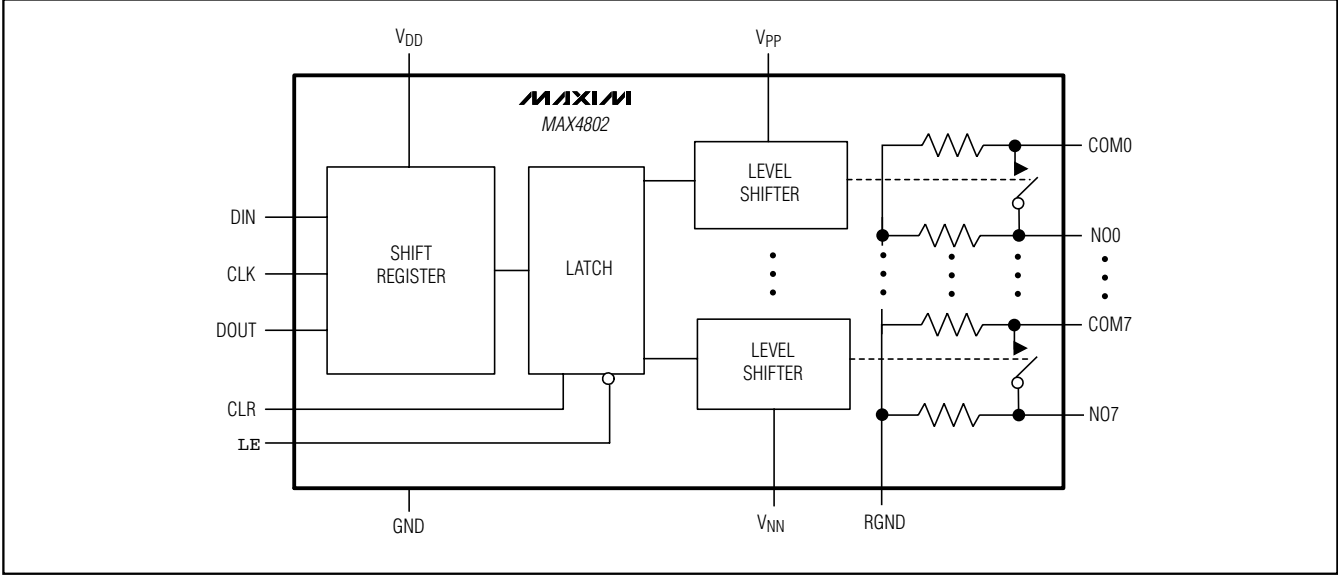 VDD
VPP
MAXIM
MAX4802
COM0
LEVEL
SHIFTER
DIN
NO0
SHIFT
REGISTER
LATCH
CLK
DOUT
COM7
LEVEL
SHIFTER
CLR
NO7
LE
GND
VNN
RGND